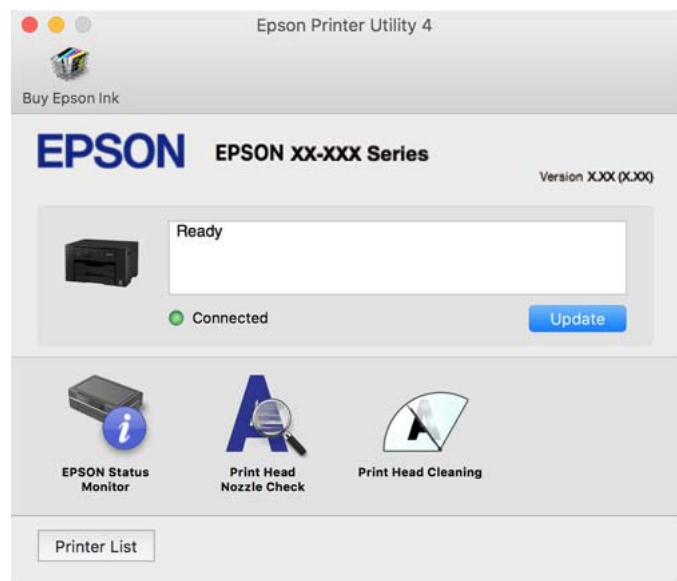 Epson Printer Utility 4
Buy Epson Ink
EPSON
EPSON XX-XXX Series
Version X.XX (X.XX)
Ready
Connected
Update
EPSON Status
Monitor
Print Head
Nozzle Check
Print Head Cleaning
Printer List